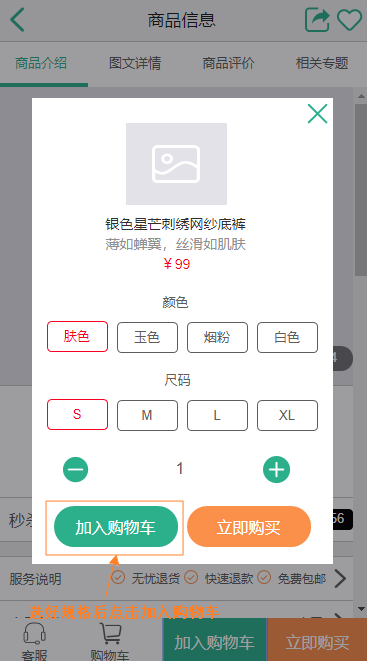 商品信息
商品介绍 图文详情 商品评价 相关专题
银色星芒刺绣网纱底裤
薄如蝉翼，丝滑如肌肤
￥99
颜色
肤色 玉色 烟粉 白色
尺码
S M L XL
1
加入购物车 立即购买
秒杀 56
服务说明 无忧退货 快速退款 免费包邮
选好规格后点击加入购物车
客服 购物车 加入购物车 立即购买